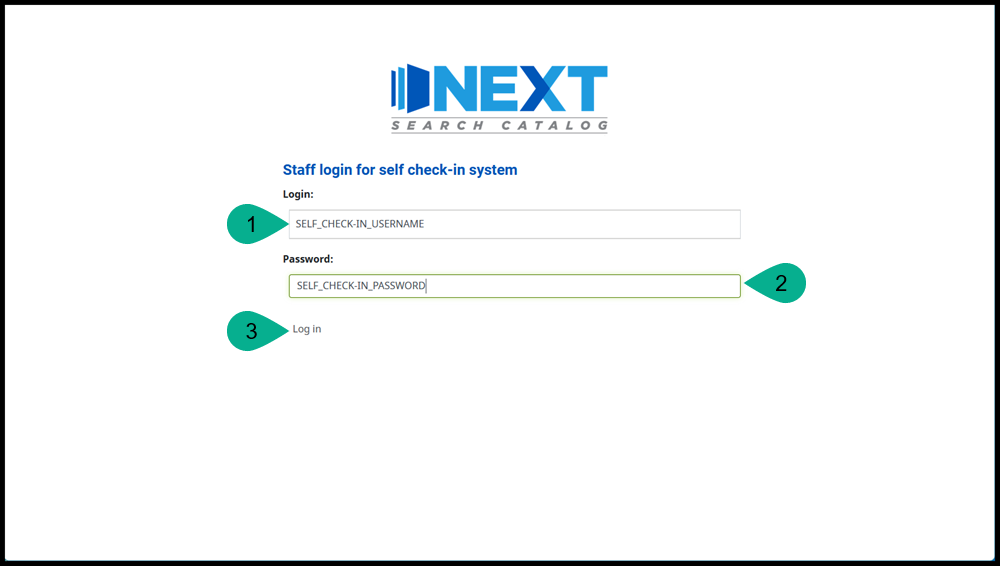 NEXT
SEARCH CATALOG
Staff login for self check-in system
Login:
1
SELF_CHECK-IN_USERNAME
Password:
SELF_CHECK-IN_PASSWORD
2
3
Log in